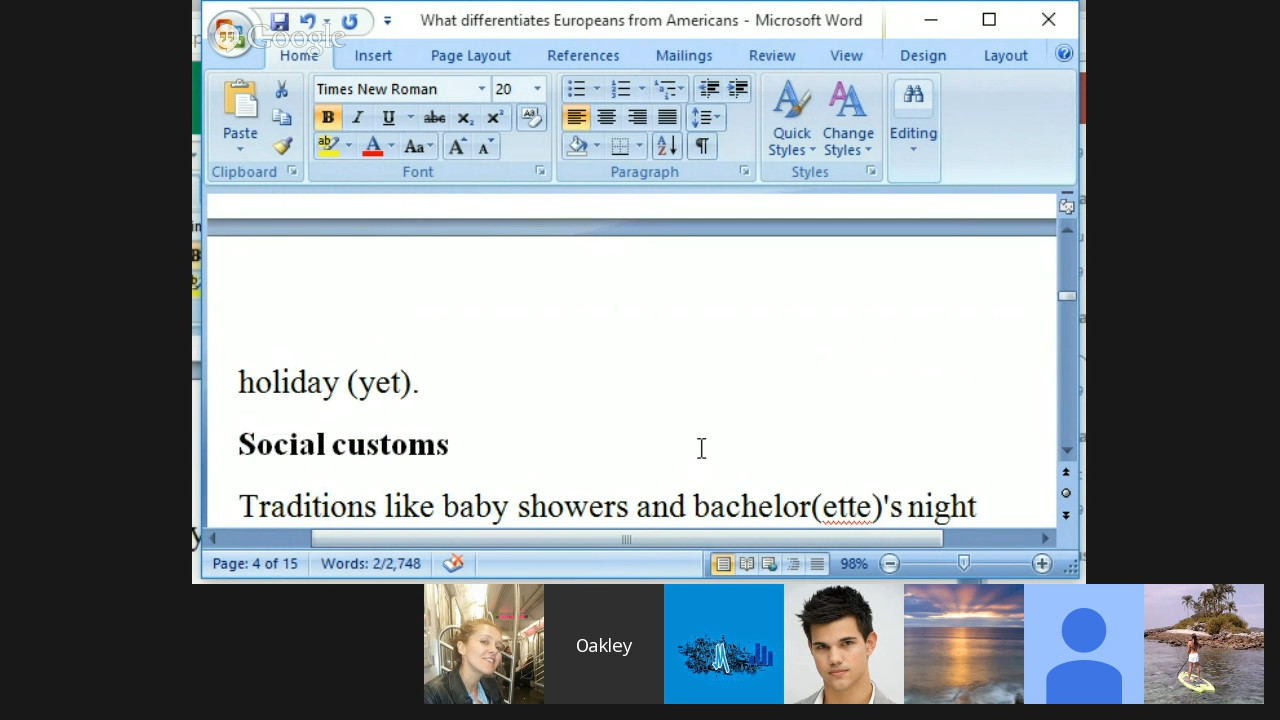 What differentiates Europeans from Americans - Microsoft Word
Google
Home Insert Page Layout References Mailings Review View Design Layout
Times New Roman 20
Paste
Quick Styles
Change Styles
Editing
Clipboard Font Paragraph Styles
holiday (yet).
Social customs
Traditions like baby showers and bachelor(ette)'s night
Page: 4 of 15 Words: 2/2,748 98%
Oakley